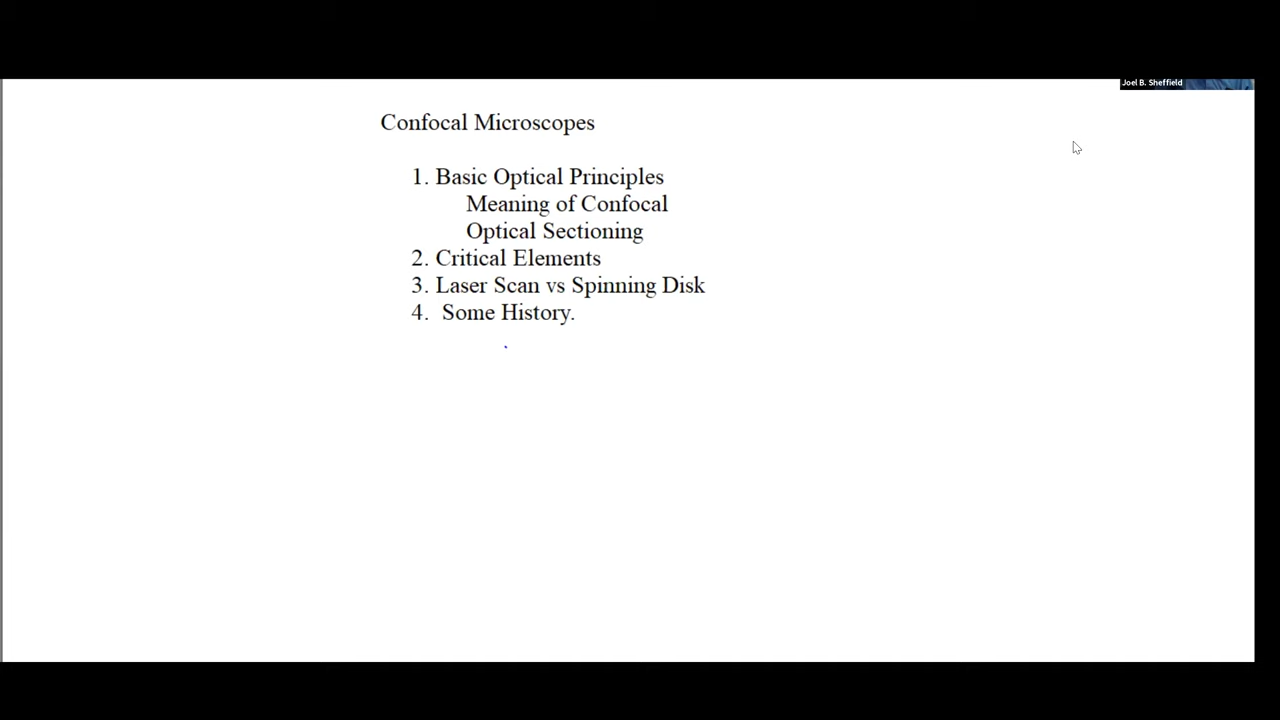 Joel B. Sheffield
Confocal Microscopes
1. Basic Optical Principles
Meaning of Confocal
Optical Sectioning
2. Critical Elements
3. Laser Scan vs Spinning Disk
4. Some History.